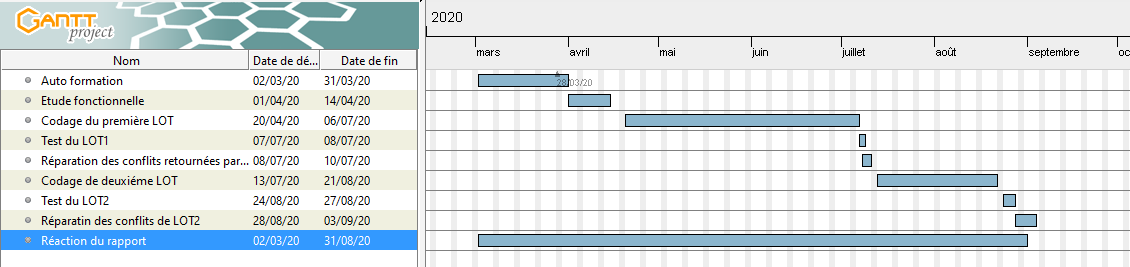 GANTT
project
2020
mars avril mai juin juillet août septembre oc
Nom Date de dé... Date de fin
Auto formation 02/03/20 31/03/20
28/03/20
Etude fonctionnelle 01/04/20 14/04/20
Codage du première LOT 20/04/20 06/07/20
Test du LOT1 07/07/20 08/07/20
Réparation des conflits retournées par... 08/07/20 10/07/20
Codage de deuxiéme LOT 13/07/20 21/08/20
Test du LOT2 24/08/20 27/08/20
Réparatin des conflits de LOT2 28/08/20 03/09/20
Réaction du rapport 02/03/20 31/08/20